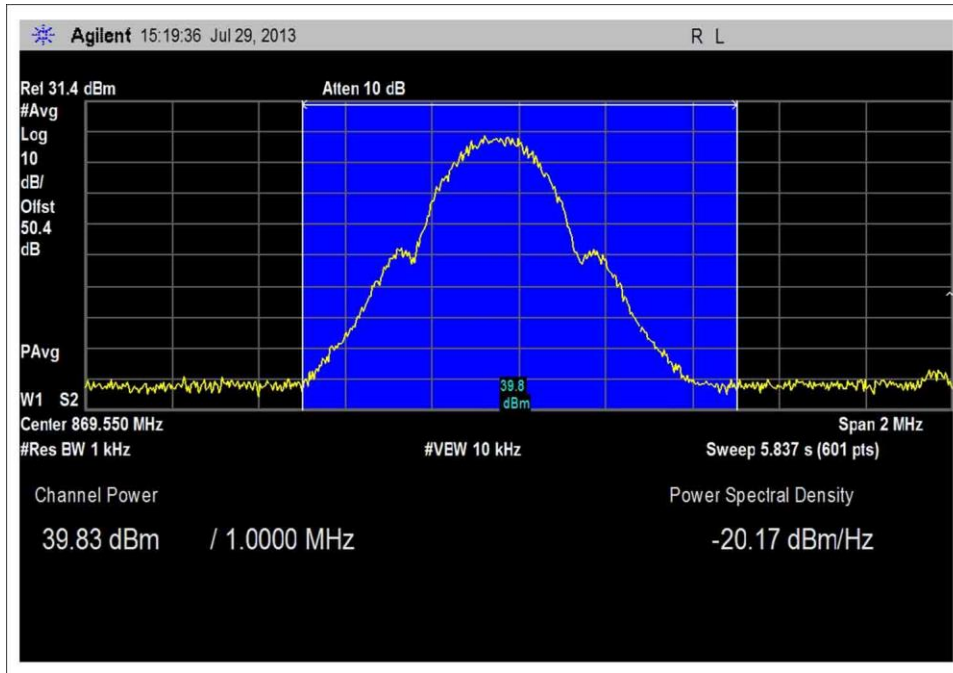 Agilent 15:19:36 Jul 29, 2013 R L
Ref 31.4 dBm Atten 10 dB
#Avg
Log
10
dB/
Offst
50.4
dB
PAvg
39.8
dBm
W1 S2
Center 869.550 MHz Span 2 MHz
#Res BW 1 kHz #VBW 10 kHz Sweep 5.837 s (601 pts)
Channel Power Power Spectral Density
39.83 dBm / 1.0000 MHz -20.17 dBm/Hz